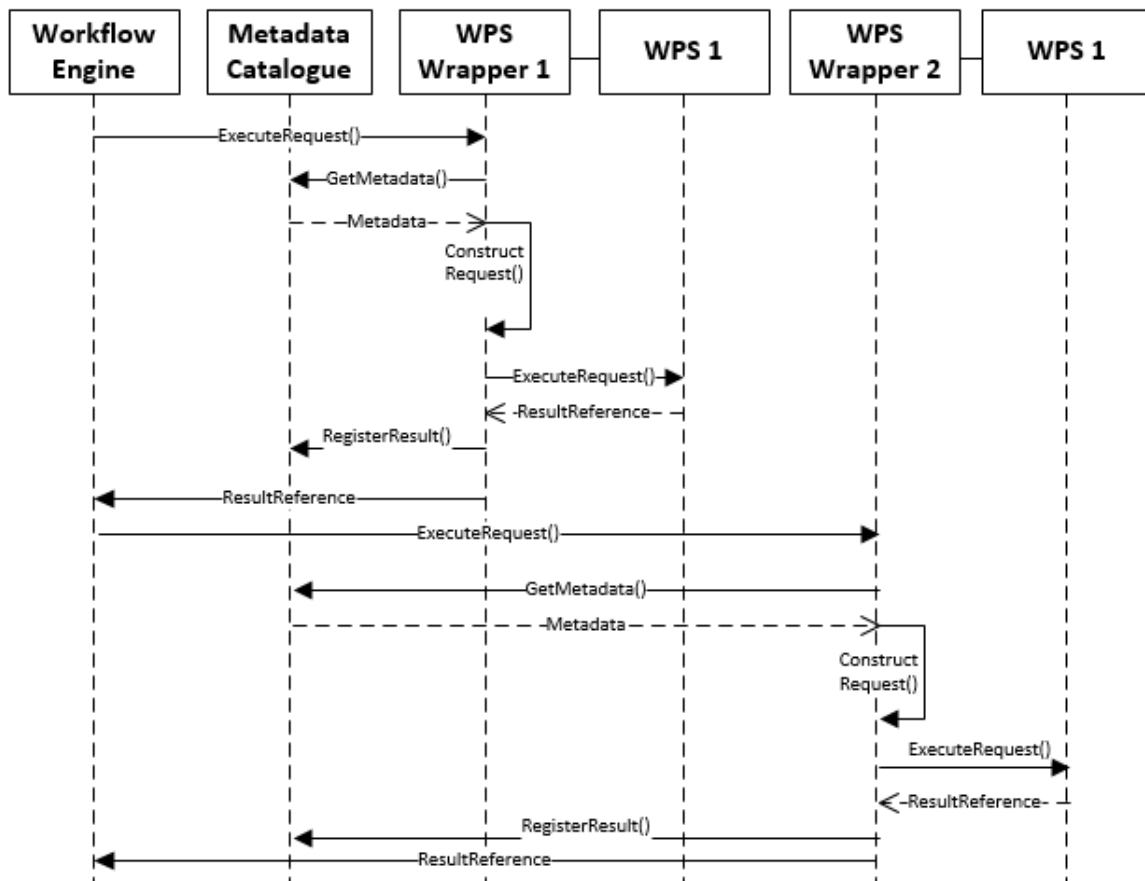 Workflow
Engine
Metadata
Catalogue
WPS
Wrapper 1
WPS 1
WPS
Wrapper 2
WPS 1
ExecuteRequest()
GetMetadata()
Metadata
Construct
Request()
ExecuteRequest()
ResultReference
RegisterResult()
ResultReference
ExecuteRequest()
GetMetadata()
Metadata
Construct
Request()
ExecuteRequest()
ResultReference
RegisterResult()
ResultReference